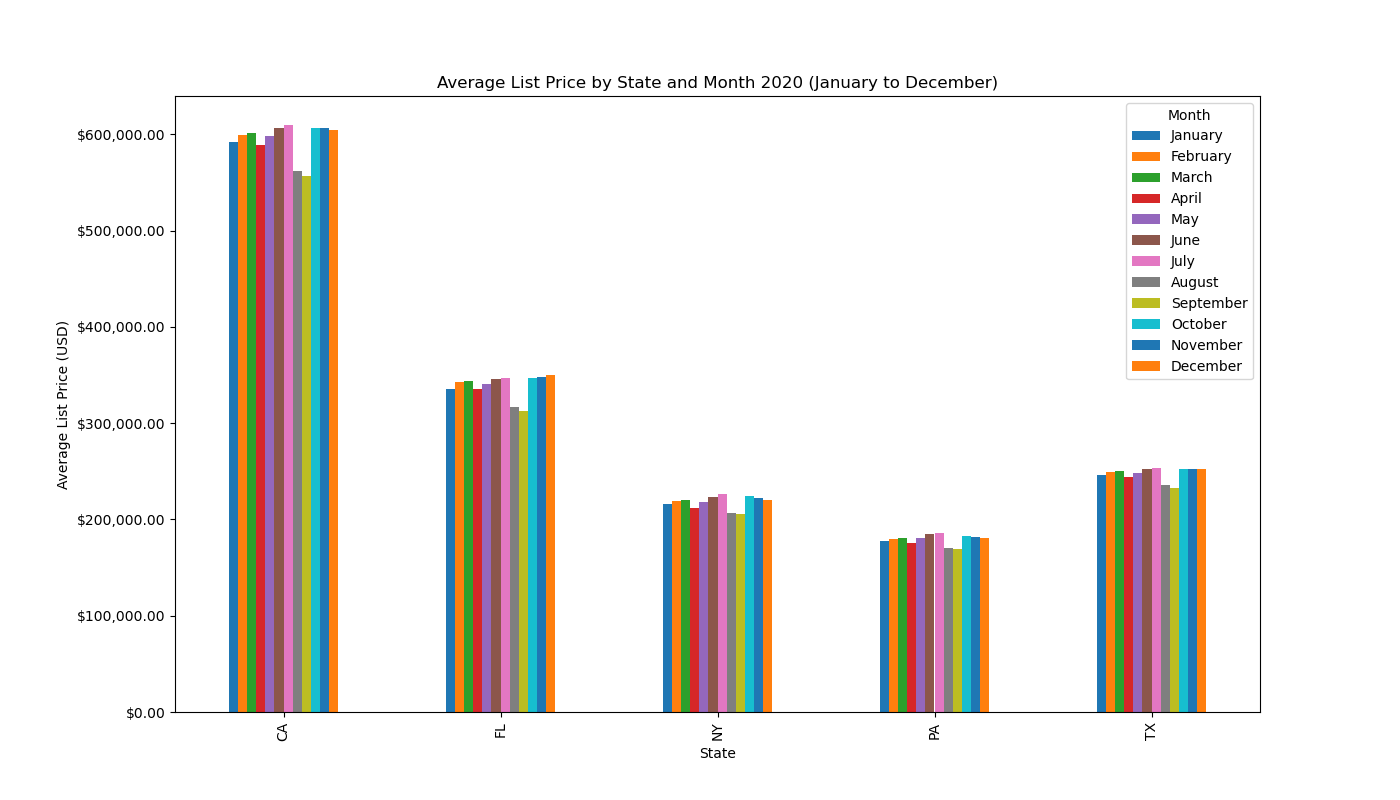 Average List Price by State and Month 2020 (January to December)
Average List Price (USD)
$600,000.00
$500,000.00
$400,000.00
$300,000.00
$200,000.00
$100,000.00
$0.00
Month
January
February
March
April
May
June
July
August
September
October
November
December
CA
FL
NY
PA
TX
State